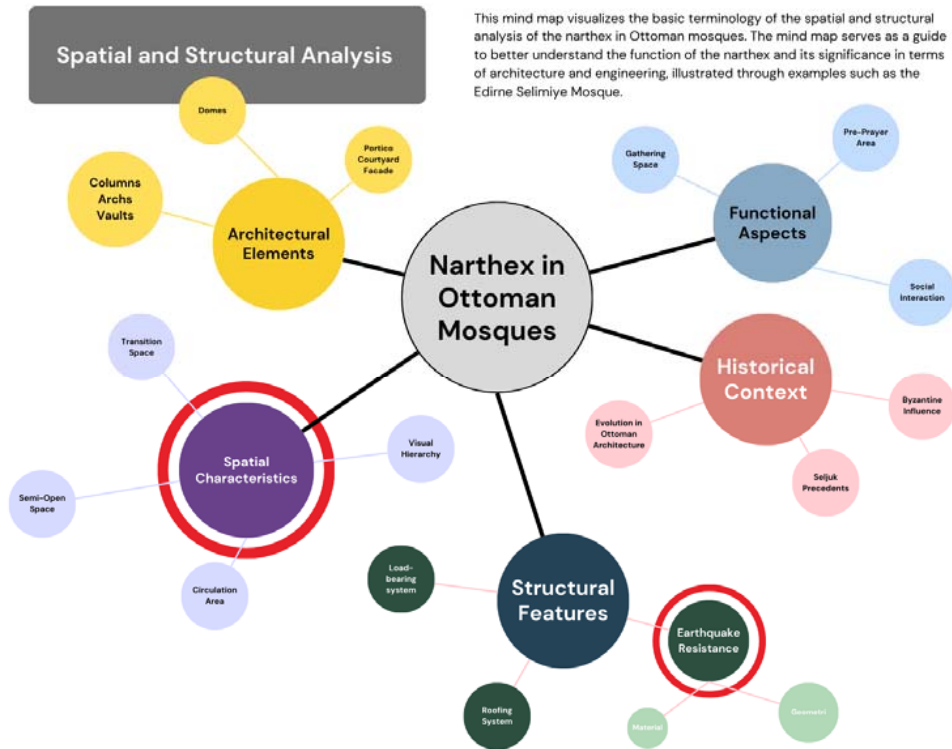 Spatial and Structural Analysis
This mind map visualizes the basic terminology of the spatial and structural
analysis of the narthex in Ottoman mosques. The mind map serves as a guide
to better understand the function of the narthex and its significance in terms
of architecture and engineering, illustrated through examples such as the
Edirne Selimiye Mosque.
Domes
Portico
Courtyard
Facade
Columns
Archs
Vaults
Architectural
Elements
Narthex in
Ottoman
Mosques
Gathering
Space
Pre-Prayer
Area
Functional
Aspects
Social
Interaction
Historical
Context
Byzantine
Influence
Evolution in
Ottoman
Architecture
Seljuk
Precedents
Transition
Space
Spatial
Characteristics
Visual
Hierarchy
Semi-Open
Space
Circulation
Area
Load-
bearing
system
Structural
Features
Earthquake
Resistance
Roofing
System
Material
Geometri